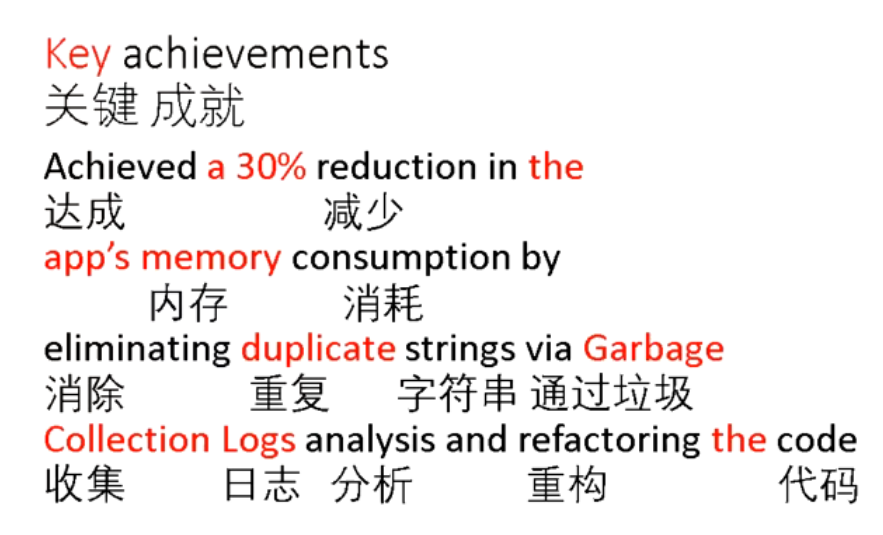 Key achievements
关键 成就
Achieved a 30% reduction in the
达成 减少
app's memory consumption by
内存 消耗
eliminating duplicate strings via Garbage
消除 重复 字符串 通过垃圾
Collection Logs analysis and refactoring the code
收集 日志 分析 重构 代码